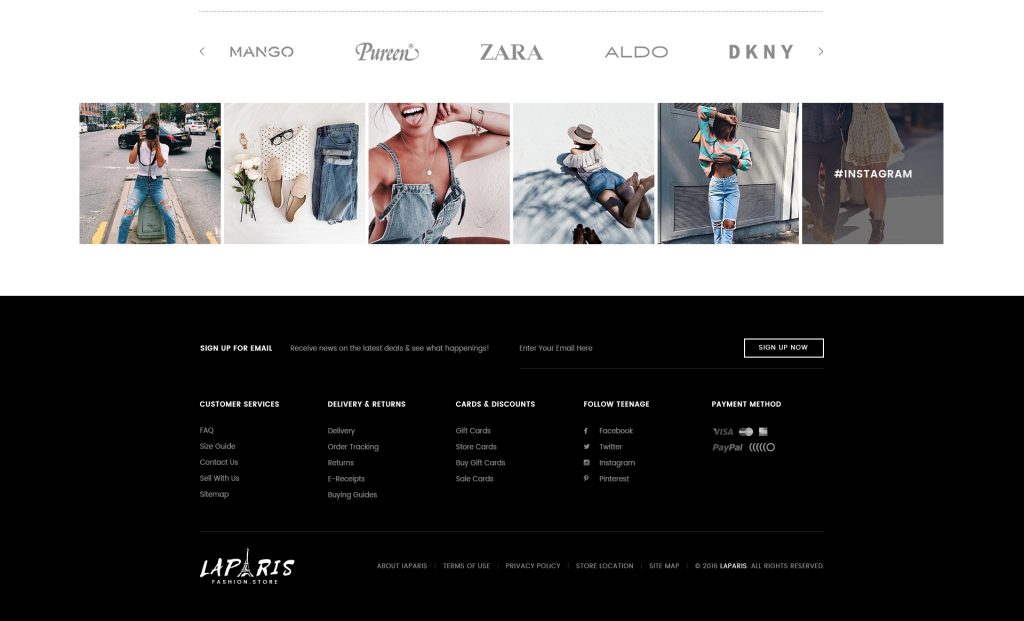 MANGO
Pureen
ZARA
ALDO
DKNY
#INSTAGRAM
SIGN UP FOR EMAIL
Receive news on the latest deals & see what happenings!
Enter Your Email Here
SIGN UP NOW
CUSTOMER SERVICES
FAQ
Size Guide
Contact Us
Sell With Us
Sitemap
DELIVERY & RETURNS
Delivery
Order Tracking
Returns
E-Receipts
Buying Guides
CARDS & DISCOUNTS
Gift Cards
Store Cards
Buy Gift Cards
Sale Cards
FOLLOW TEENAGE
Facebook
Twitter
Instagram
Pinterest
PAYMENT METHOD
VISA
PayPal
LAPARIS
FASHION.STORE
ABOUT lAPARIS | TERMS OF USE | PRIVACY POLICY | STORE LOCATION | SITE MAP | © 2016 LAPARIS. ALL RIGHTS RESERVED.